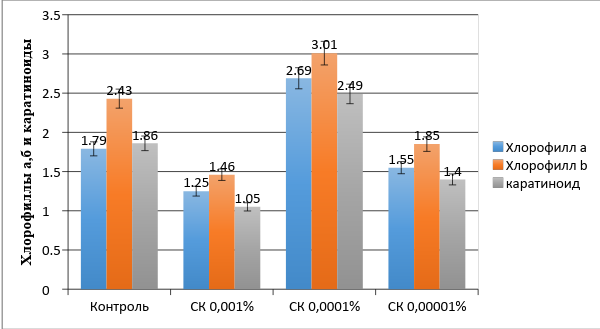 Хлорофиллы а,б и каратиноиды
3.5
3
2.5
2
1.5
1
0.5
0
1.79
2.43
1.86
1.25
1.46
1.05
2.69
3.01
2.49
1.55
1.85
1.4
Контроль
СК 0,001%
СК 0,0001%
СК 0,00001%
Хлорофилл а
Хлорофилл b
каратиноид